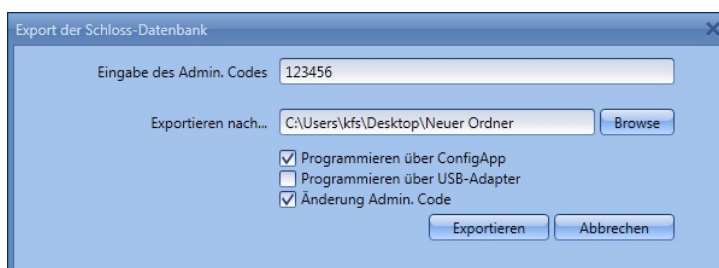 Export der Schloss-Datenbank
Eingabe des Admin. Codes 123456
Exportieren nach... C:\Users\kfs\Desktop\Neuer Ordner Browse
Programmieren über ConfigApp
Programmieren über USB-Adapter
Änderung Admin. Code
Exportieren Abbrechen